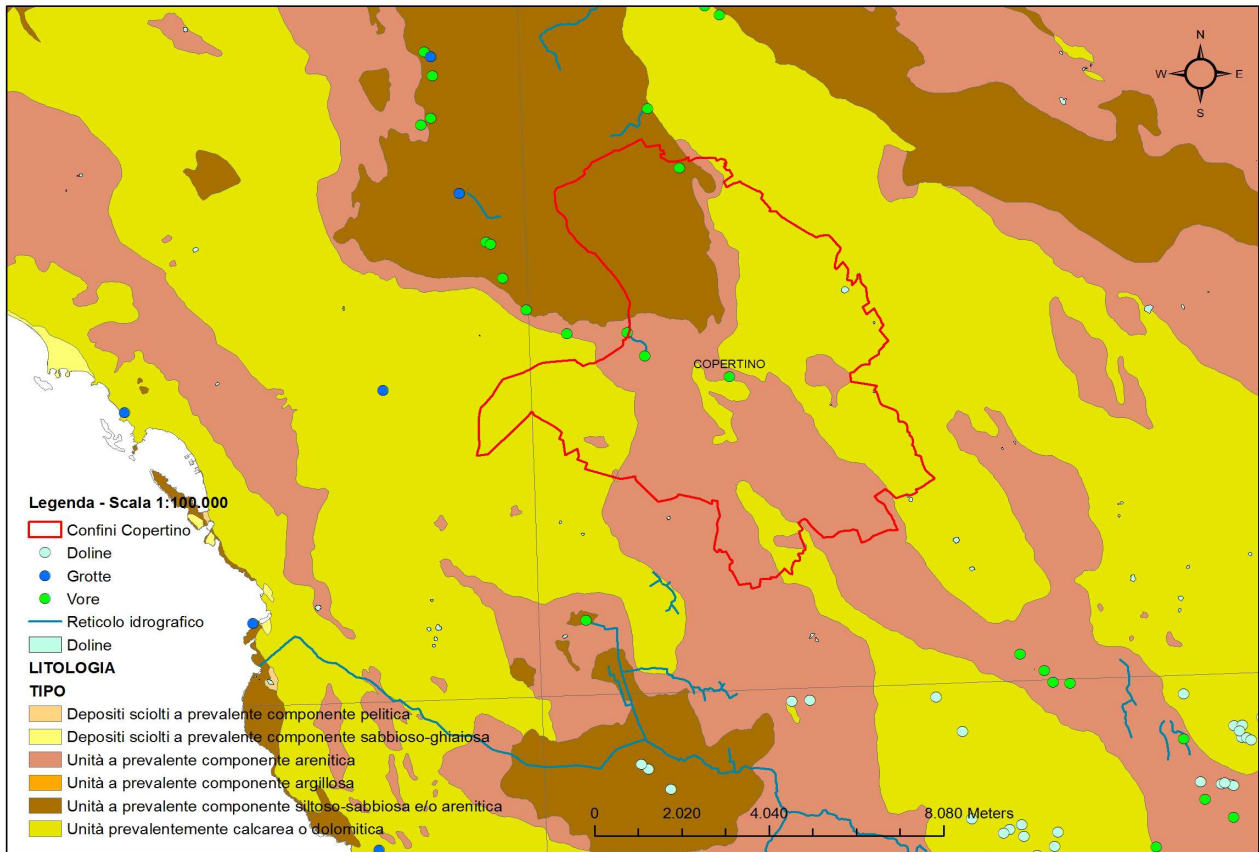 N
W
E
S
COPERTINO
Legenda - Scala 1:100.000
Confini Copertino
Doline
Grotte
Vore
Reticolo idrografico
Doline
LITOLOGIA
TIPO
Depositi sciolti a prevalente componente pelitica
Depositi sciolti a prevalente componente sabbioso-ghiaiosa
Unità a prevalente componente arenitica
Unità a prevalente componente argillosa
Unità a prevalente componente siltoso-sabbiosa e/o arenitica
Unità prevalentemente calcarea o dolomitica
0 2.020 4.040 8.080 Meters